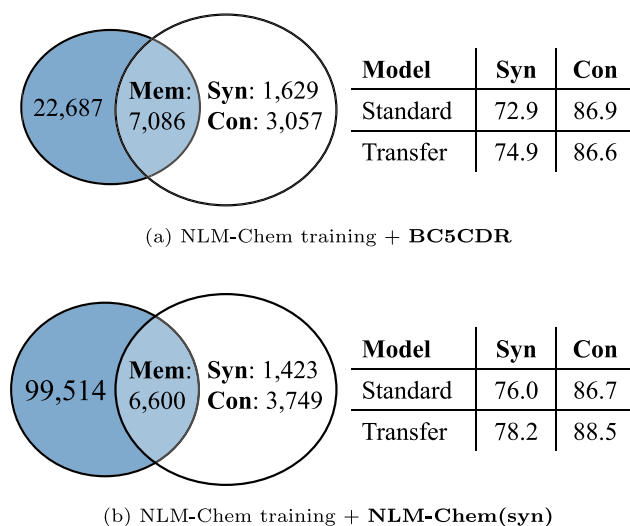 22,687
Mem:
7,086
Syn: 1,629
Con: 3,057
Model Syn Con
Standard 72.9 86.9
Transfer 74.9 86.6
(a) NLM-Chem training + BC5CDR
99,514
Mem:
6,600
Syn: 1,423
Con: 3,749
Model Syn Con
Standard 76.0 86.7
Transfer 78.2 88.5
(b) NLM-Chem training + NLM-Chem(syn)